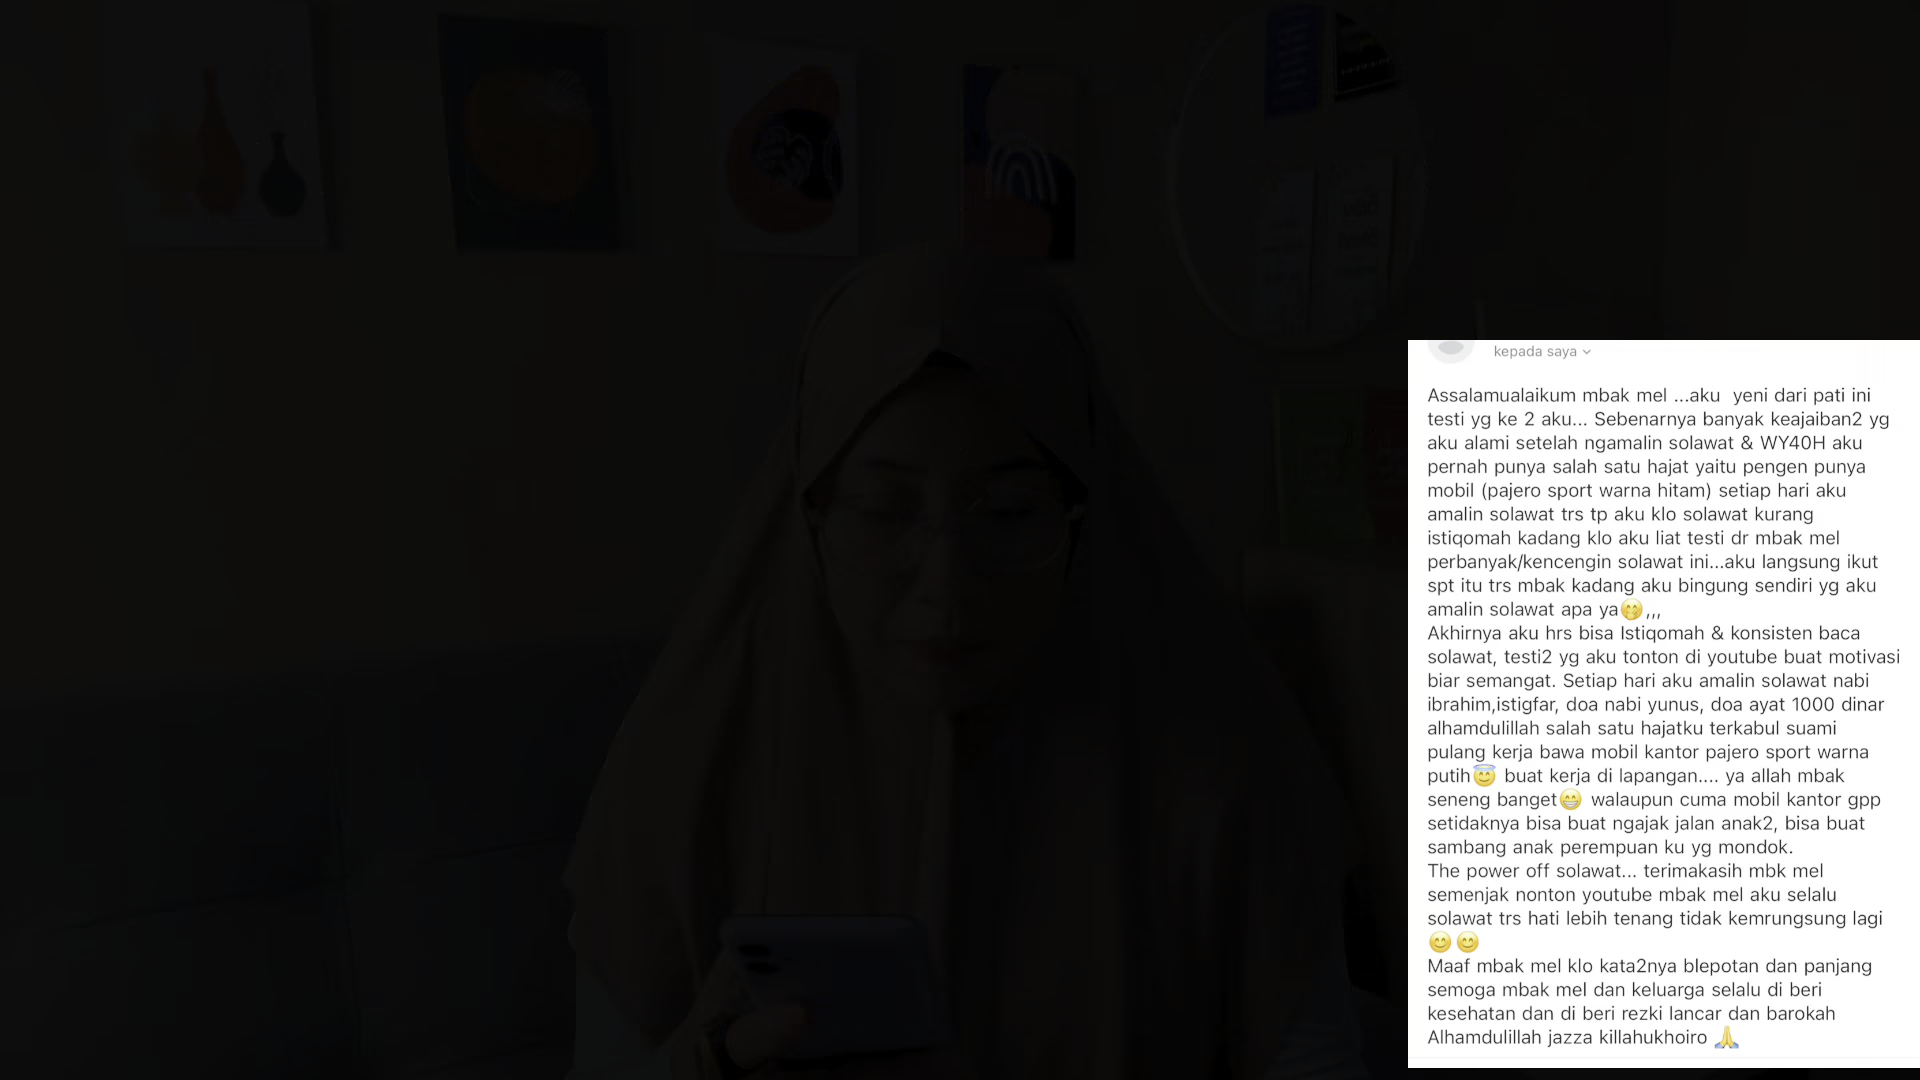 kepada saya
Assalamualaikum mbak mel ...aku yeni dari pati ini
testi yg ke 2 aku... Sebenarnya banyak keajaiban2 yg
aku alami setelah ngamalin solawat & WY40H aku
pernah punya salah satu hajat yaitu pengen punya
mobil (pajero sport warna hitam) setiap hari aku
amalin solawat trs tp aku klo solawat kurang
istiqomah kadang klo aku liat testi dr mbak mel
perbanyak/kencengin solawat ini...aku langsung ikut
spt itu trs mbak kadang aku bingung sendiri yg aku
amalin solawat apa ya🤭,,,
Akhirnya aku hrs bisa Istiqomah & konsisten baca
solawat, testi2 yg aku tonton di youtube buat motivasi
biar semangat. Setiap hari aku amalin solawat nabi
ibrahim,istigfar, doa nabi yunus, doa ayat 1000 dinar
alhamdulillah salah satu hajatku terkabul suami
pulang kerja bawa mobil kantor pajero sport warna
putih😇 buat kerja di lapangan.... ya allah mbak
seneng banget😁 walaupun cuma mobil kantor gpp
setidaknya bisa buat ngajak jalan anak2, bisa buat
sambang anak perempuan ku yg mondok.
The power off solawat... terimakasih mbk mel
semenjak nonton youtube mbak mel aku selalu
solawat trs hati lebih tenang tidak kemrungsung lagi
😊😊
Maaf mbak mel klo kata2nya blepotan dan panjang
semoga mbak mel dan keluarga selalu di beri
kesehatan dan di beri rezki lancar dan barokah
Alhamdulillah jazza killahukhoiro 🙏